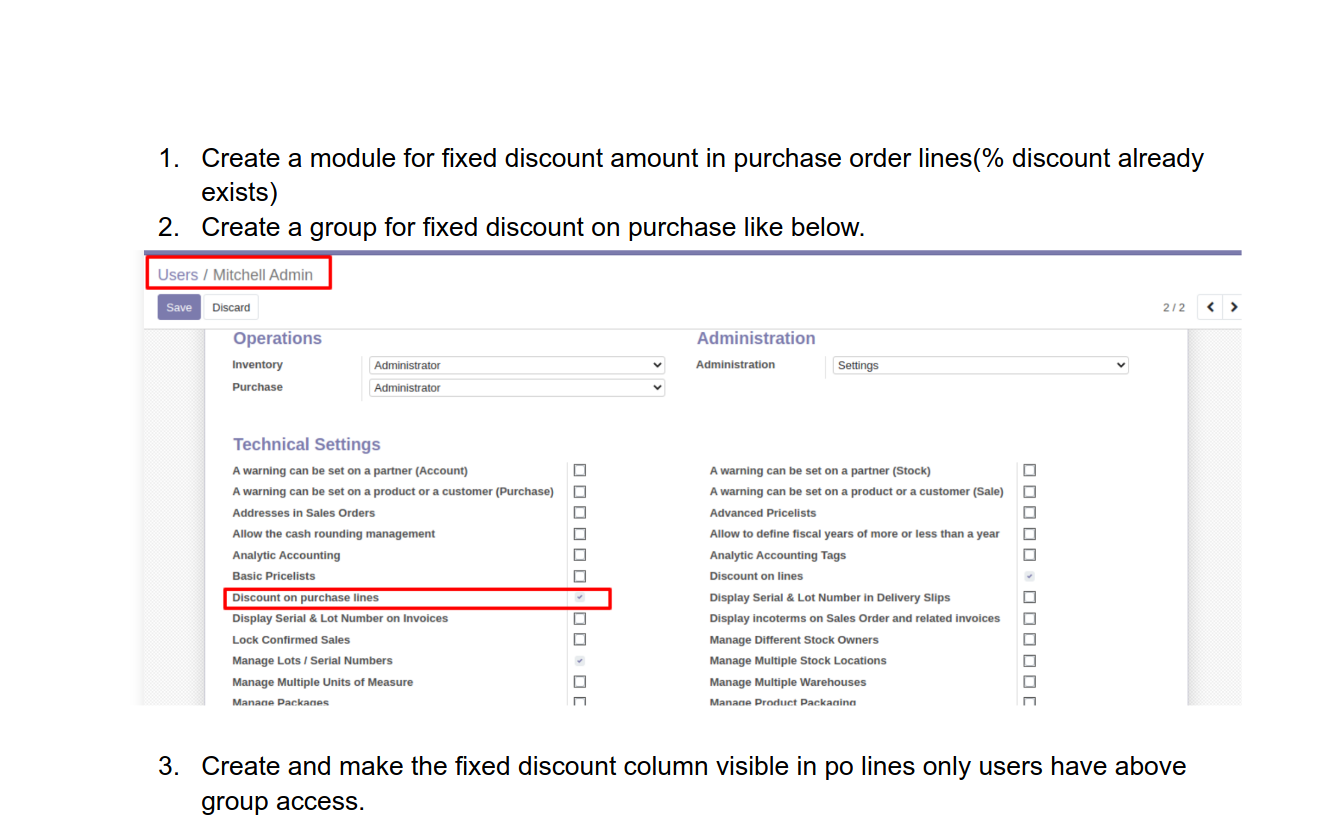 1. Create a module for fixed discount amount in purchase order lines(% discount already
exists)
2. Create a group for fixed discount on purchase like below.
Users / Mitchell Admin
Save Discard 2 / 2
Operations Administration
Inventory Administrator Administration Settings
Purchase Administrator
Technical Settings
A warning can be set on a partner (Account) A warning can be set on a partner (Stock)
A warning can be set on a product or a customer (Purchase) A warning can be set on a product or a customer (Sale)
Addresses in Sales Orders Advanced Pricelists
Allow the cash rounding management Allow to define fiscal years of more or less than a year
Analytic Accounting Analytic Accounting Tags
Basic Pricelists Discount on lines
Discount on purchase lines Display Serial & Lot Number in Delivery Slips
Display Serial & Lot Number on Invoices Display incoterms on Sales Order and related invoices
Lock Confirmed Sales Manage Different Stock Owners
Manage Lots / Serial Numbers Manage Multiple Stock Locations
Manage Multiple Units of Measure Manage Multiple Warehouses
Manage Packages Manage Product Packaging
3. Create and make the fixed discount column visible in po lines only users have above
group access.